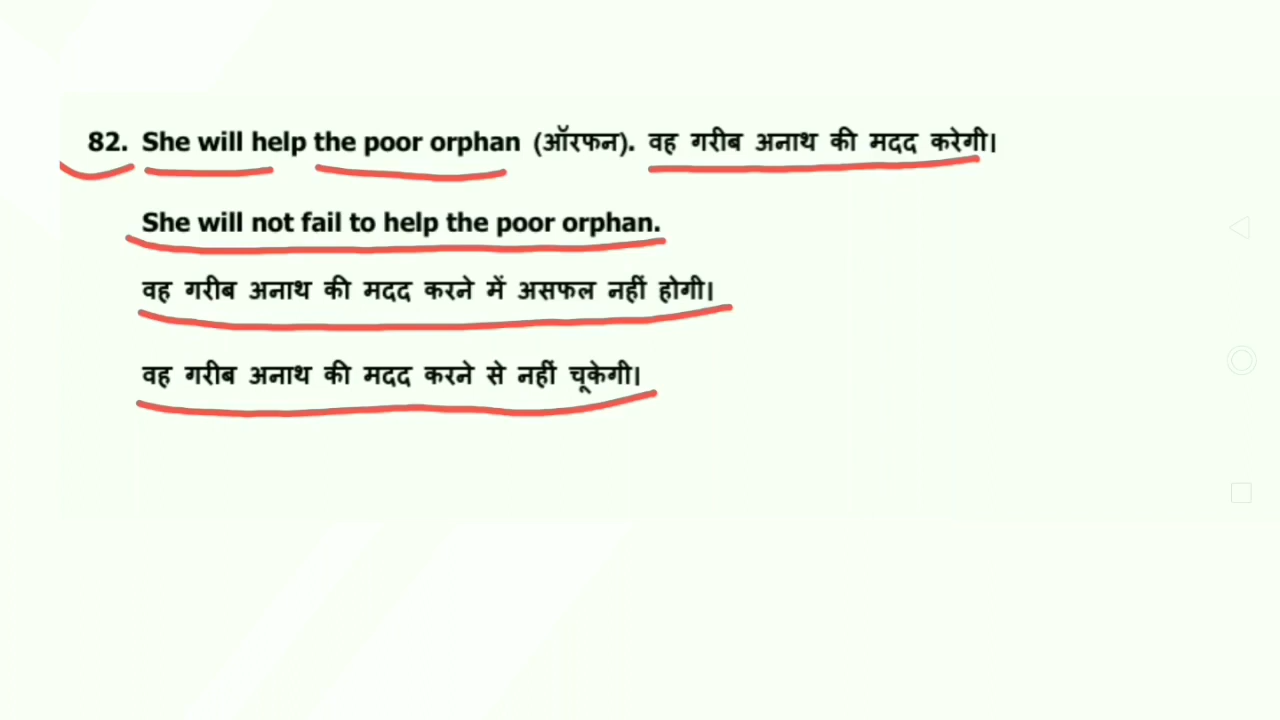 82. She will help the poor orphan (ऑरफन). वह गरीब अनाथ की मदद करेगी।
She will not fail to help the poor orphan.
वह गरीब अनाथ की मदद करने में असफल नहीं होगी।
वह गरीब अनाथ की मदद करने से नहीं चूकेगी।